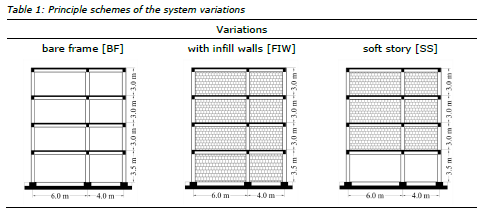 Table 1: Principle schemes of the system variations
Variations
bare frame [BF] with infill walls [FIW] soft story [SS]
3.5 m 3.0 m 3.0 m 3.0 m
3.5 m 3.0 m 3.0 m 3.0 m
3.5 m 3.0 m 3.0 m 3.0 m
6.0 m 4.0 m 6.0 m 4.0 m 6.0 m 4.0 m